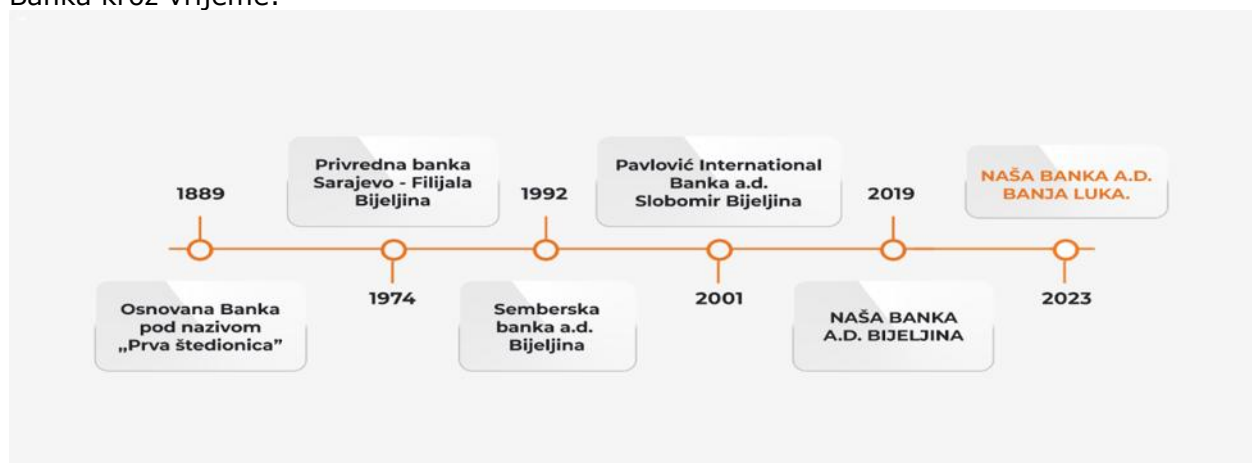 Banka kroz vrijeme:
1889
Osnovana Banka
pod nazivom
„Prva štedionica”
Privredna banka
Sarajevo - Filijala
Bijeljina
1974
1992
Semberska
banka a.d.
Bijeljina
Pavlović International
Banka a.d.
Slobomir Bijeljina
2001
2019
NAŠA BANKA
A.D. BIJELJINA
NAŠA BANKA A.D.
BANJA LUKA.
2023